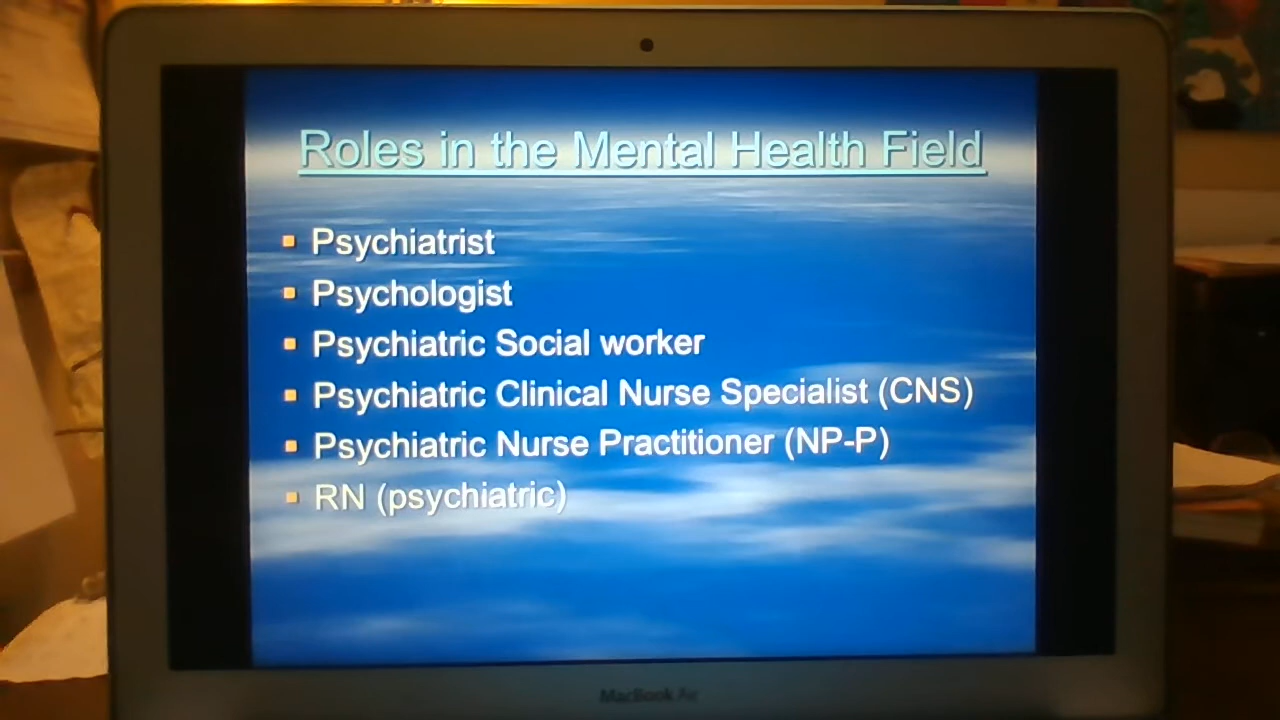 Roles in the Mental Health Field
Psychiatrist
Psychologist
Psychiatric Social worker
Psychiatric Clinical Nurse Specialist (CNS)
Psychiatric Nurse Practitioner (NP-P)
RN (psychiatric)
MacBook Air